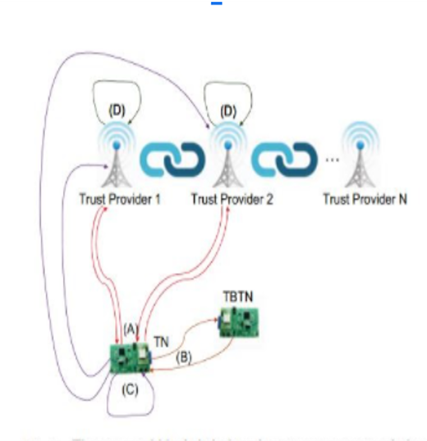 (D) (D)
...
Trust Provider 1 Trust Provider 2 Trust Provider N
TBTN
(A) TN
(B)
(C)